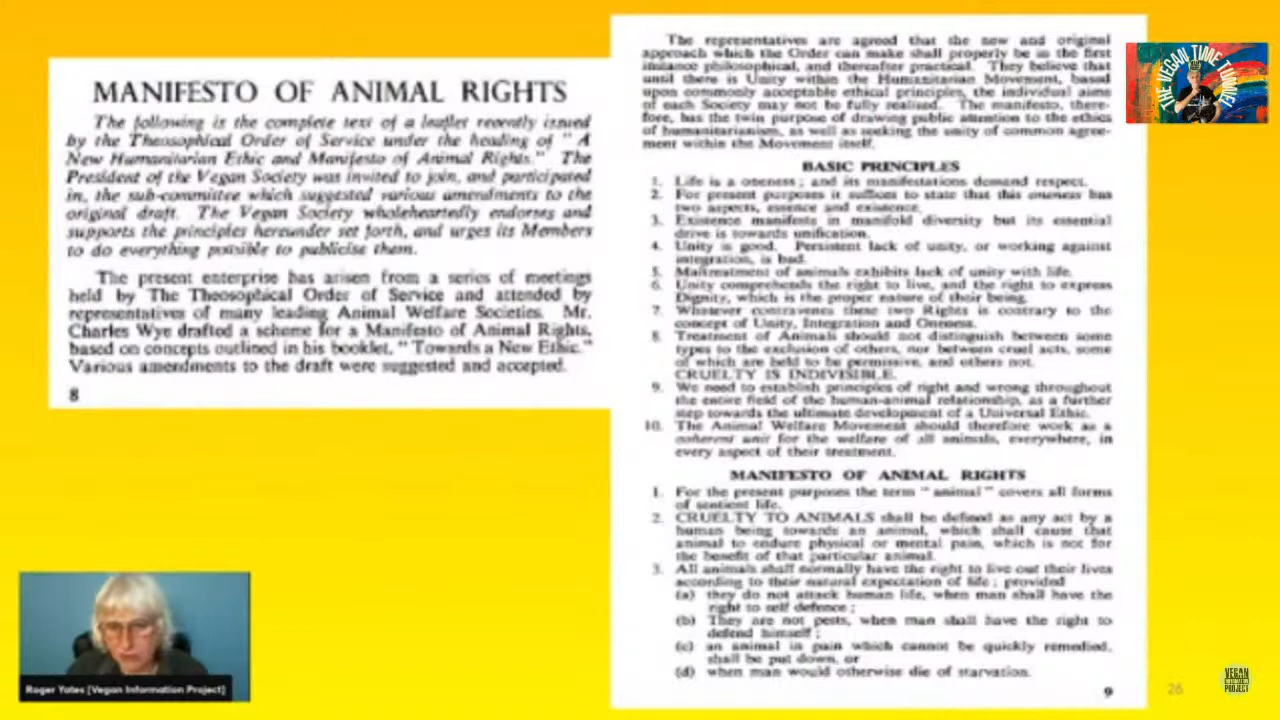 MANIFESTO OF ANIMAL RIGHTS
The following is the complete text of a leaflet recently issued
by the Theosophical Order of Service under the heading of " A
New Humanitarian Ethic and Manifesto of Animal Rights." The
President of the Vegan Society was invited to join, and participated
in, the sub-committee which suggested various amendments to the
original draft. The Vegan Society wholeheartedly endorses and
supports the principles hereunder set forth, and urges its Members
to do everything possible to publicise them.
The present enterprise has arisen from a series of meetings
held by The Theosophical Order of Service and attended by
representatives of many leading Animal Welfare Societies. Mr.
Charles Wye drafted a scheme for a Manifesto of Animal Rights,
based on concepts outlined in his booklet, " Towards a New Ethic."
Various amendments to the draft were suggested and accepted.
8
The representatives are agreed that the new and original
approach which the Order can make shall properly be in the first
instance philosophical, and thereafter practical. They believe that
until there is Unity within the Humanitarian Movement, based
upon commonly acceptable ethical principles, the individual aims
of each Society may not be fully realised. The manifesto, there-
fore, has the twin purpose of drawing public attention to the ethics
of humanitarianism, as well as seeking the unity of common agree-
ment within the Movement itself.
BASIC PRINCIPLES
1. Life is a oneness ; and its manifestations demand respect.
2. For present purposes it suffices to state that this oneness has
two aspects, essence and existence.
3. Existence manifests in manifold diversity but its essential
drive is towards unification.
4. Unity is good. Persistent lack of unity, or working against
integration, is bad.
5. Maltreatment of animals exhibits lack of unity with life.
6. Unity comprehends the right to live, and the right to express
Dignity, which is the proper nature of their being.
7. Whatever contravenes these two Rights is contrary to the
concept of Unity, Integration and Oneness.
8. Treatment of Animals should not distinguish between some
types to the exclusion of others, nor between cruel acts, some
of which are held to be permissive, and others not.
CRUELTY IS INDIVISIBLE.
9. We need to establish principles of right and wrong throughout
the entire field of the human-animal relationship, as a further
step towards the ultimate development of a Universal Ethic.
10. The Animal Welfare Movement should therefore work as a
coherent unit for the welfare of all animals, everywhere, in
every aspect of their treatment.
MANIFESTO OF ANIMAL RIGHTS
1. For the present purposes the term " animal " covers all forms
of sentient life.
2. CRUELTY TO ANIMALS shall be defined as any act by a
human being towards an animal, which shall cause that
animal to endure physical or mental pain, which is not for
the benefit of that particular animal.
3. All animals shall normally have the right to live out their lives
according to their natural expectation of life ; provided
(a) they do not attack human life, when man shall have the
right to self defence ;
(b) They are not pests, when man shall have the right to
defend himself ;
(c) an animal in pain which cannot be quickly remedied,
shall be put down, or
(d) when man would otherwise die of starvation.
9
THE VEGAN TIME TUNNEL
Roger Yates [Vegan Information Project]
26
VEGAN
PROJECT